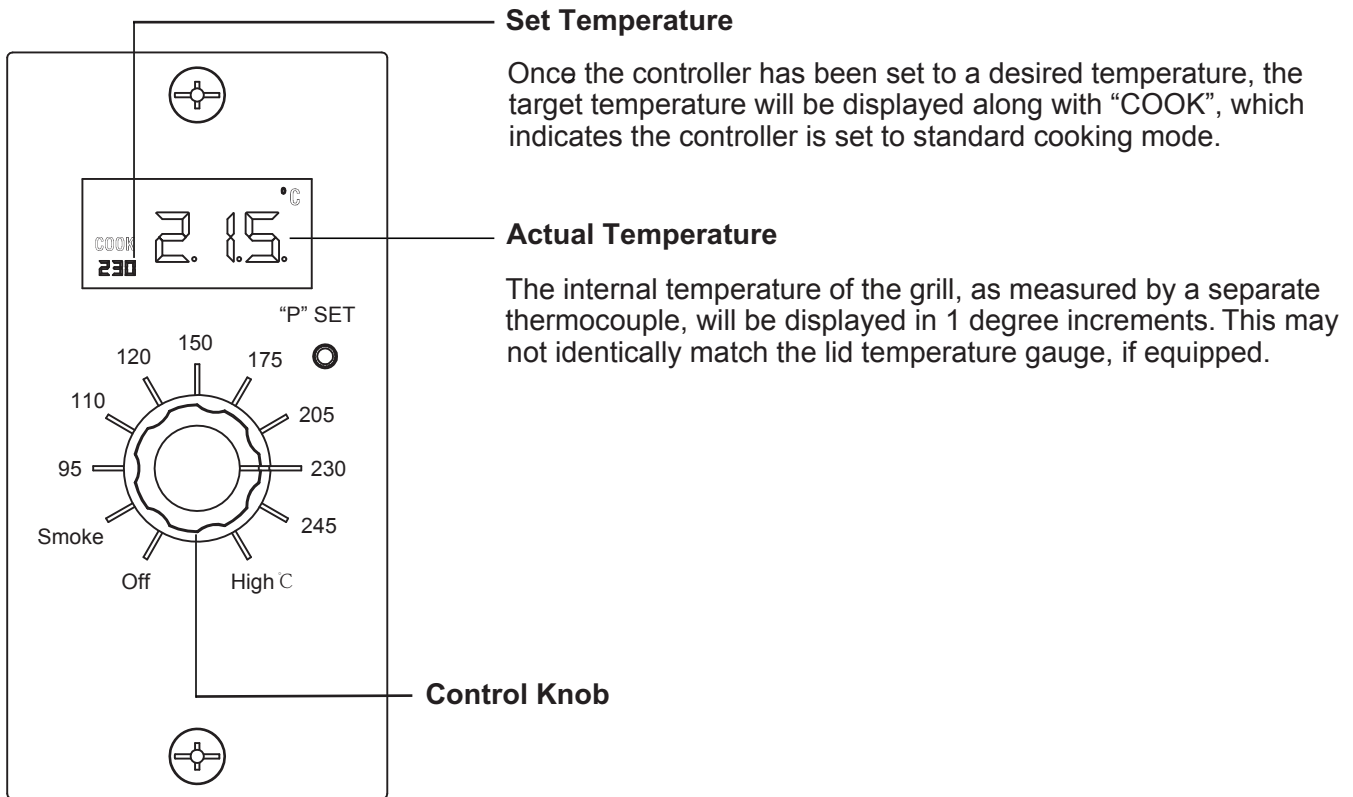 Set Temperature
Once the controller has been set to a desired temperature, the
target temperature will be displayed along with “COOK”, which
indicates the controller is set to standard cooking mode.
°C
2.1.5.
COOK
230
Actual Temperature
The internal temperature of the grill, as measured by a separate
thermocouple, will be displayed in 1 degree increments. This may
not identically match the lid temperature gauge, if equipped.
“P” SET
150
120
175
110
205
95
230
245
Smoke
Off
High℃
Control Knob